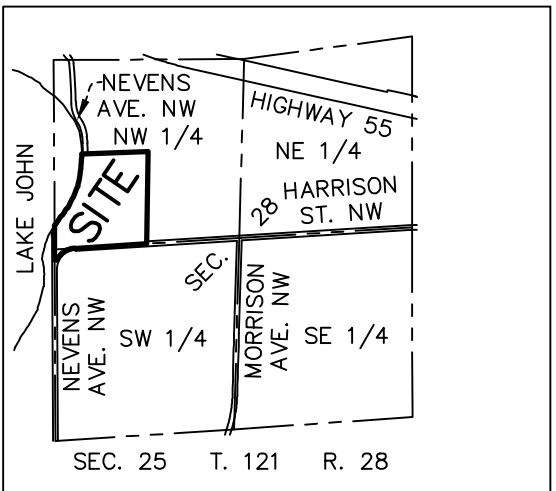 NEVENS
AVE. NW
NW 1/4
HIGHWAY 55
NE 1/4
LAKE JOHN
SITE
HARRISON
ST. NW
SEC. 28
NEVENS
AVE. NW
SW 1/4
MORRISON
AVE. NW
SE 1/4
SEC. 25 T. 121 R. 28